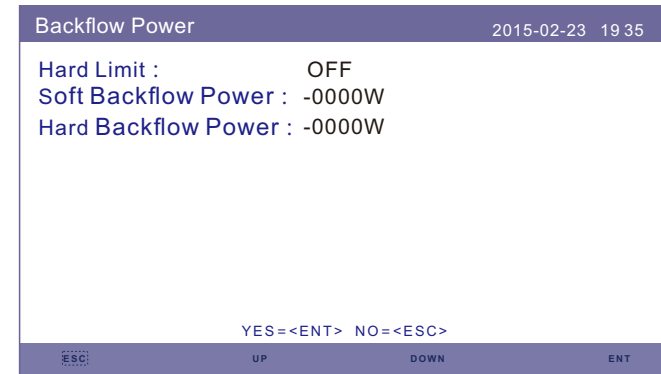 Backflow Power 2015-02-23 19 35
Hard Limit : OFF
Soft Backflow Power : -0000W
Hard Backflow Power : -0000W
YES=<ENT> NO=<ESC>
ESC UP DOWN ENT